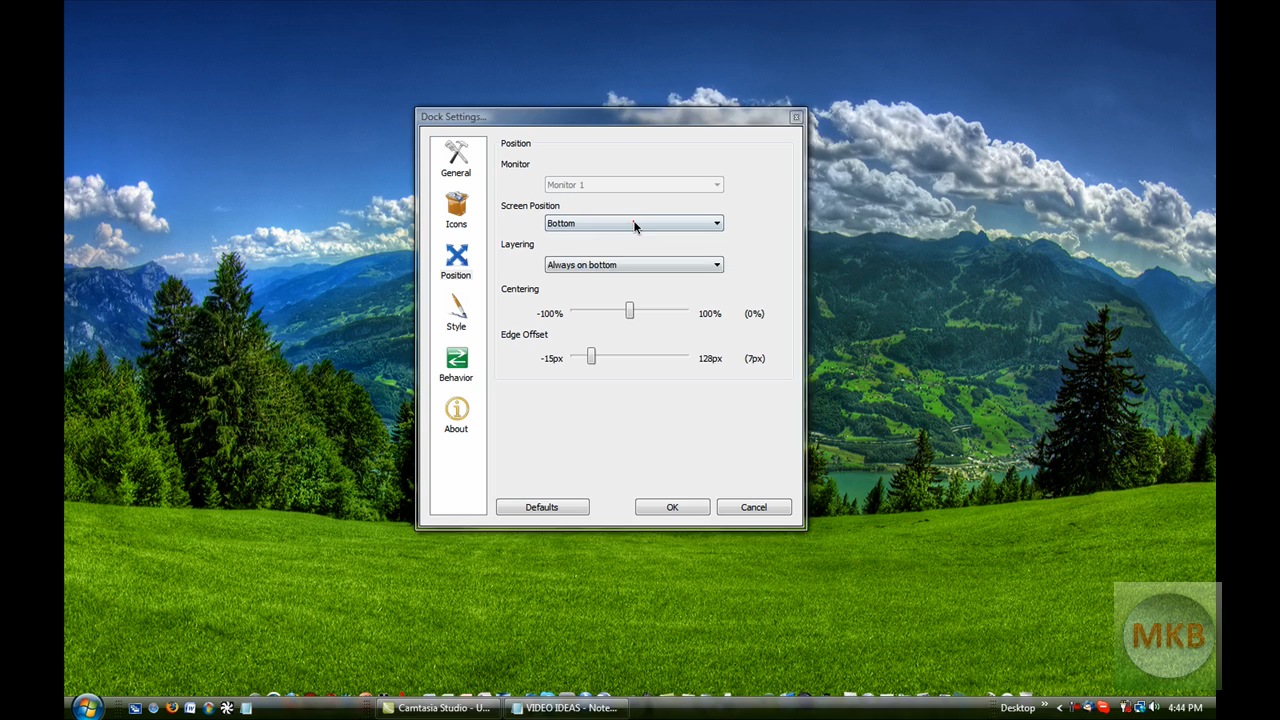 Dock Settings...
General
Icons
Position
Style
Behavior
About
Position
Monitor
Monitor 1
Screen Position
Bottom
Layering
Always on bottom
Centering
-100% 100% (0%)
Edge Offset
-15px 128px (7px)
Defaults OK Cancel
MKB
Camtasia Studio - U... VIDEO IDEAS - Note... Desktop 4:44 PM